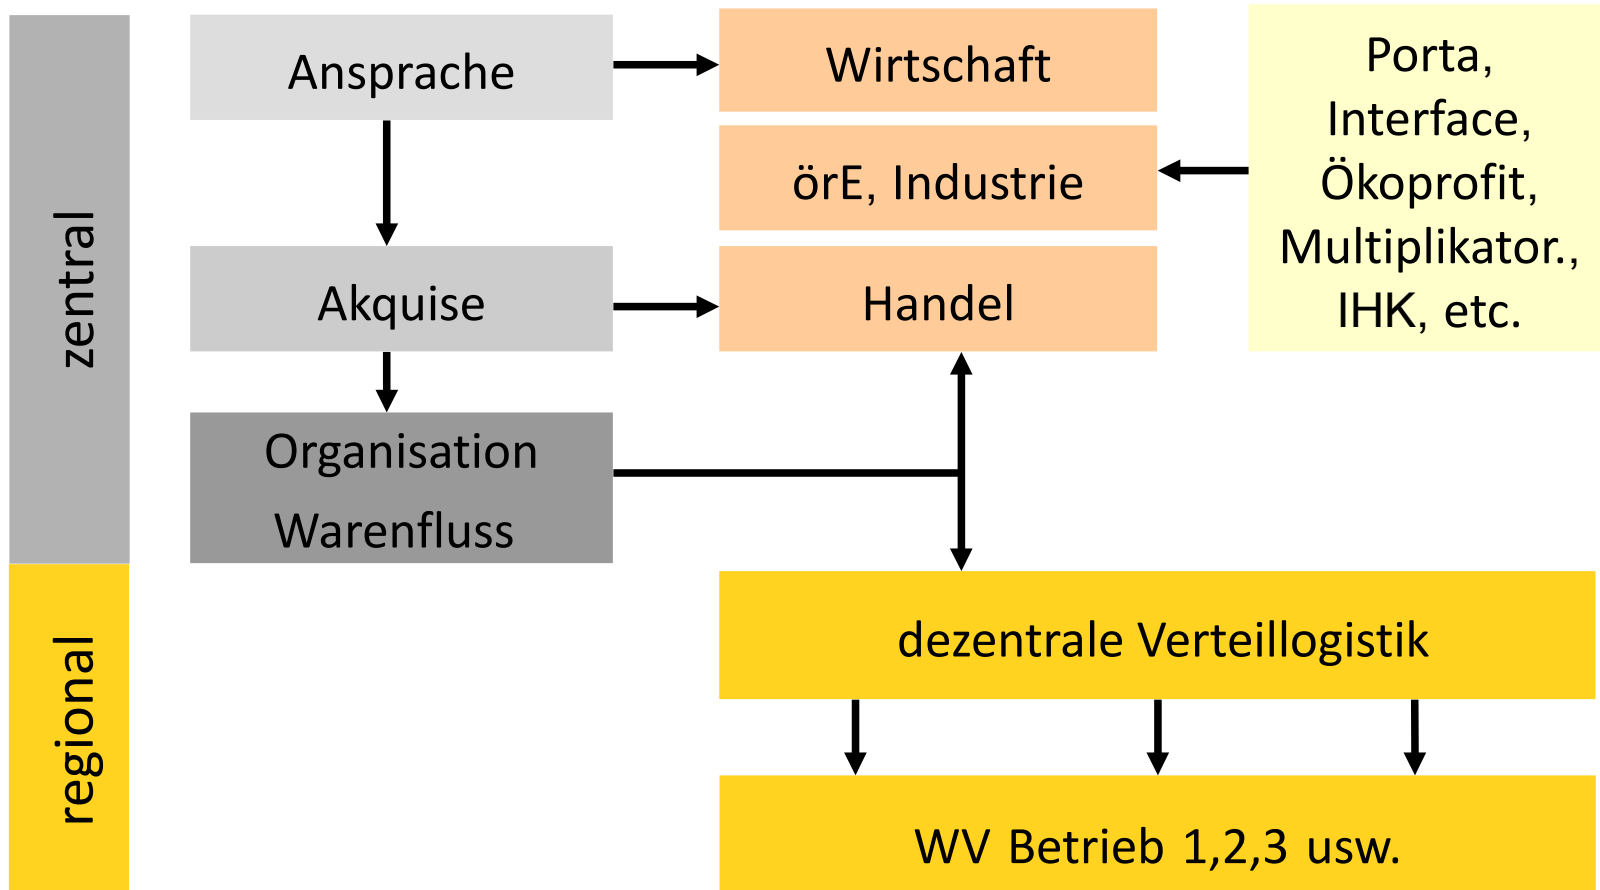 zentral
Ansprache
Wirtschaft
Porta,
Interface,
Ökoprofit,
Multiplikator.,
IHK, etc.
örE, Industrie
Akquise
Handel
Organisation
Warenfluss
regional
dezentrale Verteillogistik
WV Betrieb 1,2,3 usw.